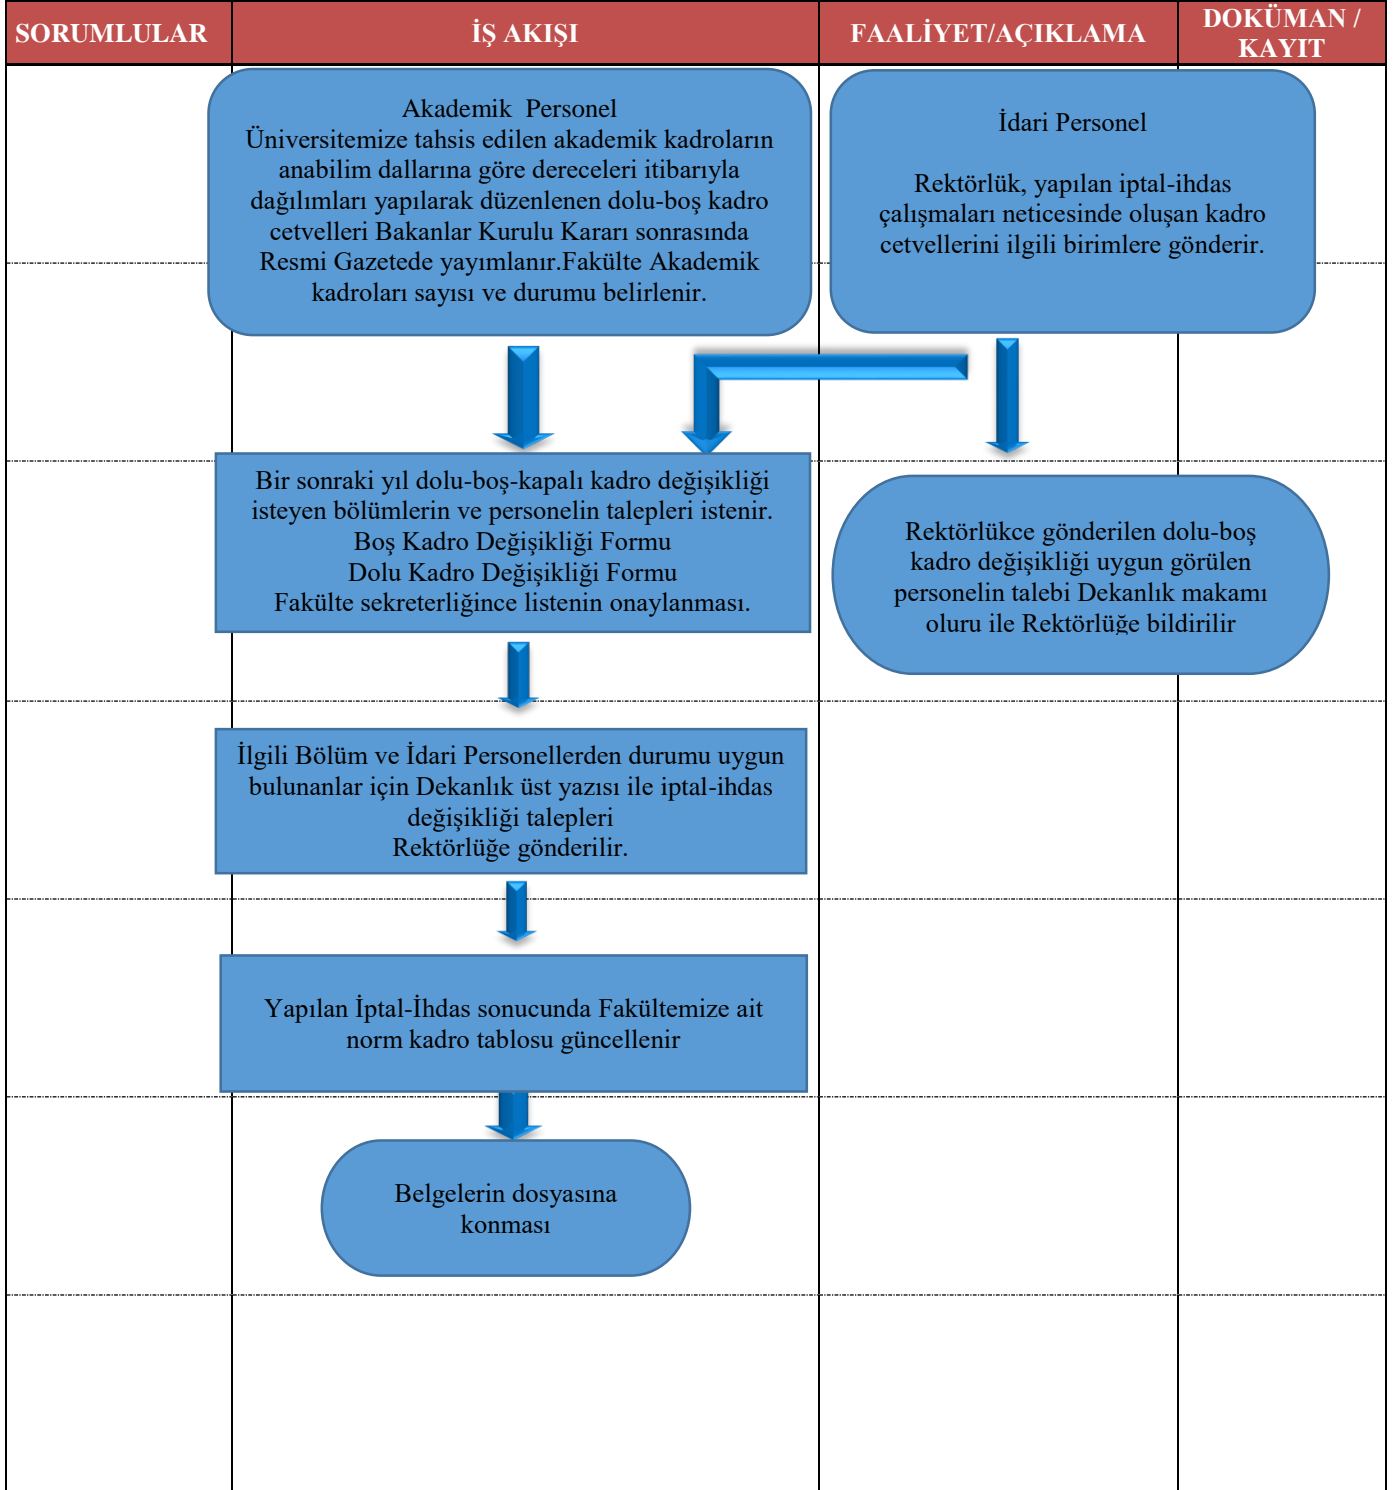 SORUMLULAR
İŞ AKIŞI
FAALİYET/AÇIKLAMA
DOKÜMAN /
KAYIT
Akademik Personel
Üniversitemize tahsis edilen akademik kadroların
anabilim dallarına göre dereceleri itibarıyla
dağılımları yapılarak düzenlenen dolu-boş kadro
cetvelleri Bakanlar Kurulu Kararı sonrasında
Resmi Gazetede yayımlanır.Fakülte Akademik
kadroları sayısı ve durumu belirlenir.
İdari Personel
Rektörlük, yapılan iptal-ihdas
çalışmaları neticesinde oluşan kadro
cetvellerini ilgili birimlere gönderir.
Bir sonraki yıl dolu-boş-kapalı kadro değişikliği
isteyen bölümlerin ve personelin talepleri istenir.
Boş Kadro Değişikliği Formu
Dolu Kadro Değişikliği Formu
Fakülte sekreterliğince listenin onaylanması.
Rektörlükce gönderilen dolu-boş
kadro değişikliği uygun görülen
personelin talebi Dekanlık makamı
oluru ile Rektörlüğe bildirilir
İlgili Bölüm ve İdari Personellerden durumu uygun
bulunanlar için Dekanlık üst yazısı ile iptal-ihdas
değişikliği talepleri
Rektörlüğe gönderilir.
Yapılan İptal-İhdas sonucunda Fakültemize ait
norm kadro tablosu güncellenir
Belgelerin dosyasına
konması